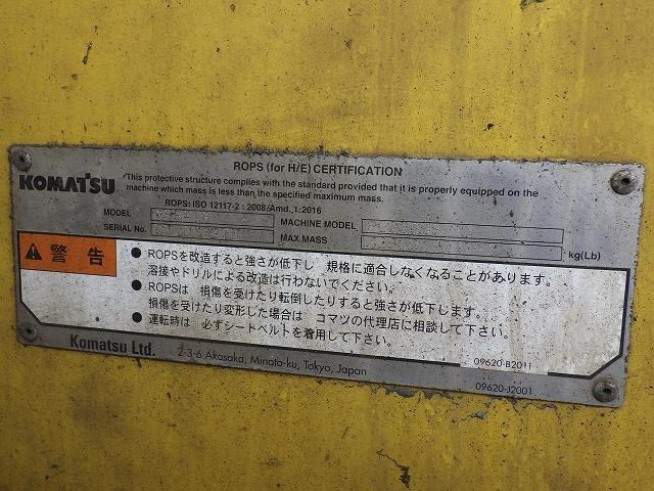 ROPS (for H/E) CERTIFICATION
KOMATSU
This protective structure complies with the standard provided that it is properly equipped on the
machine which mass is less than the specified maximum mass.
ROPS: ISO 12117-2 : 2008/Amd.,1:2016
MODEL
MACHINE MODEL
SERIAL No.
MAX.MASS
kg(Lb)
警 告
● ROPSを改造すると強さが低下し 規格に適合しなくなることがあります。
溶接やドリルによる改造は行わないでください。
● ROPSは 損傷を受けたり転倒したりすると強さが低下します。
損傷を受けたり変形した場合は コマツの代理店に相談して下さい。
● 運転時は 必ずシートベルトを着用して下さい。
09620-B2011
Komatsu Ltd. 2-3-6 Akasaka, Minato-ku, Tokyo, Japan
09620-J2001